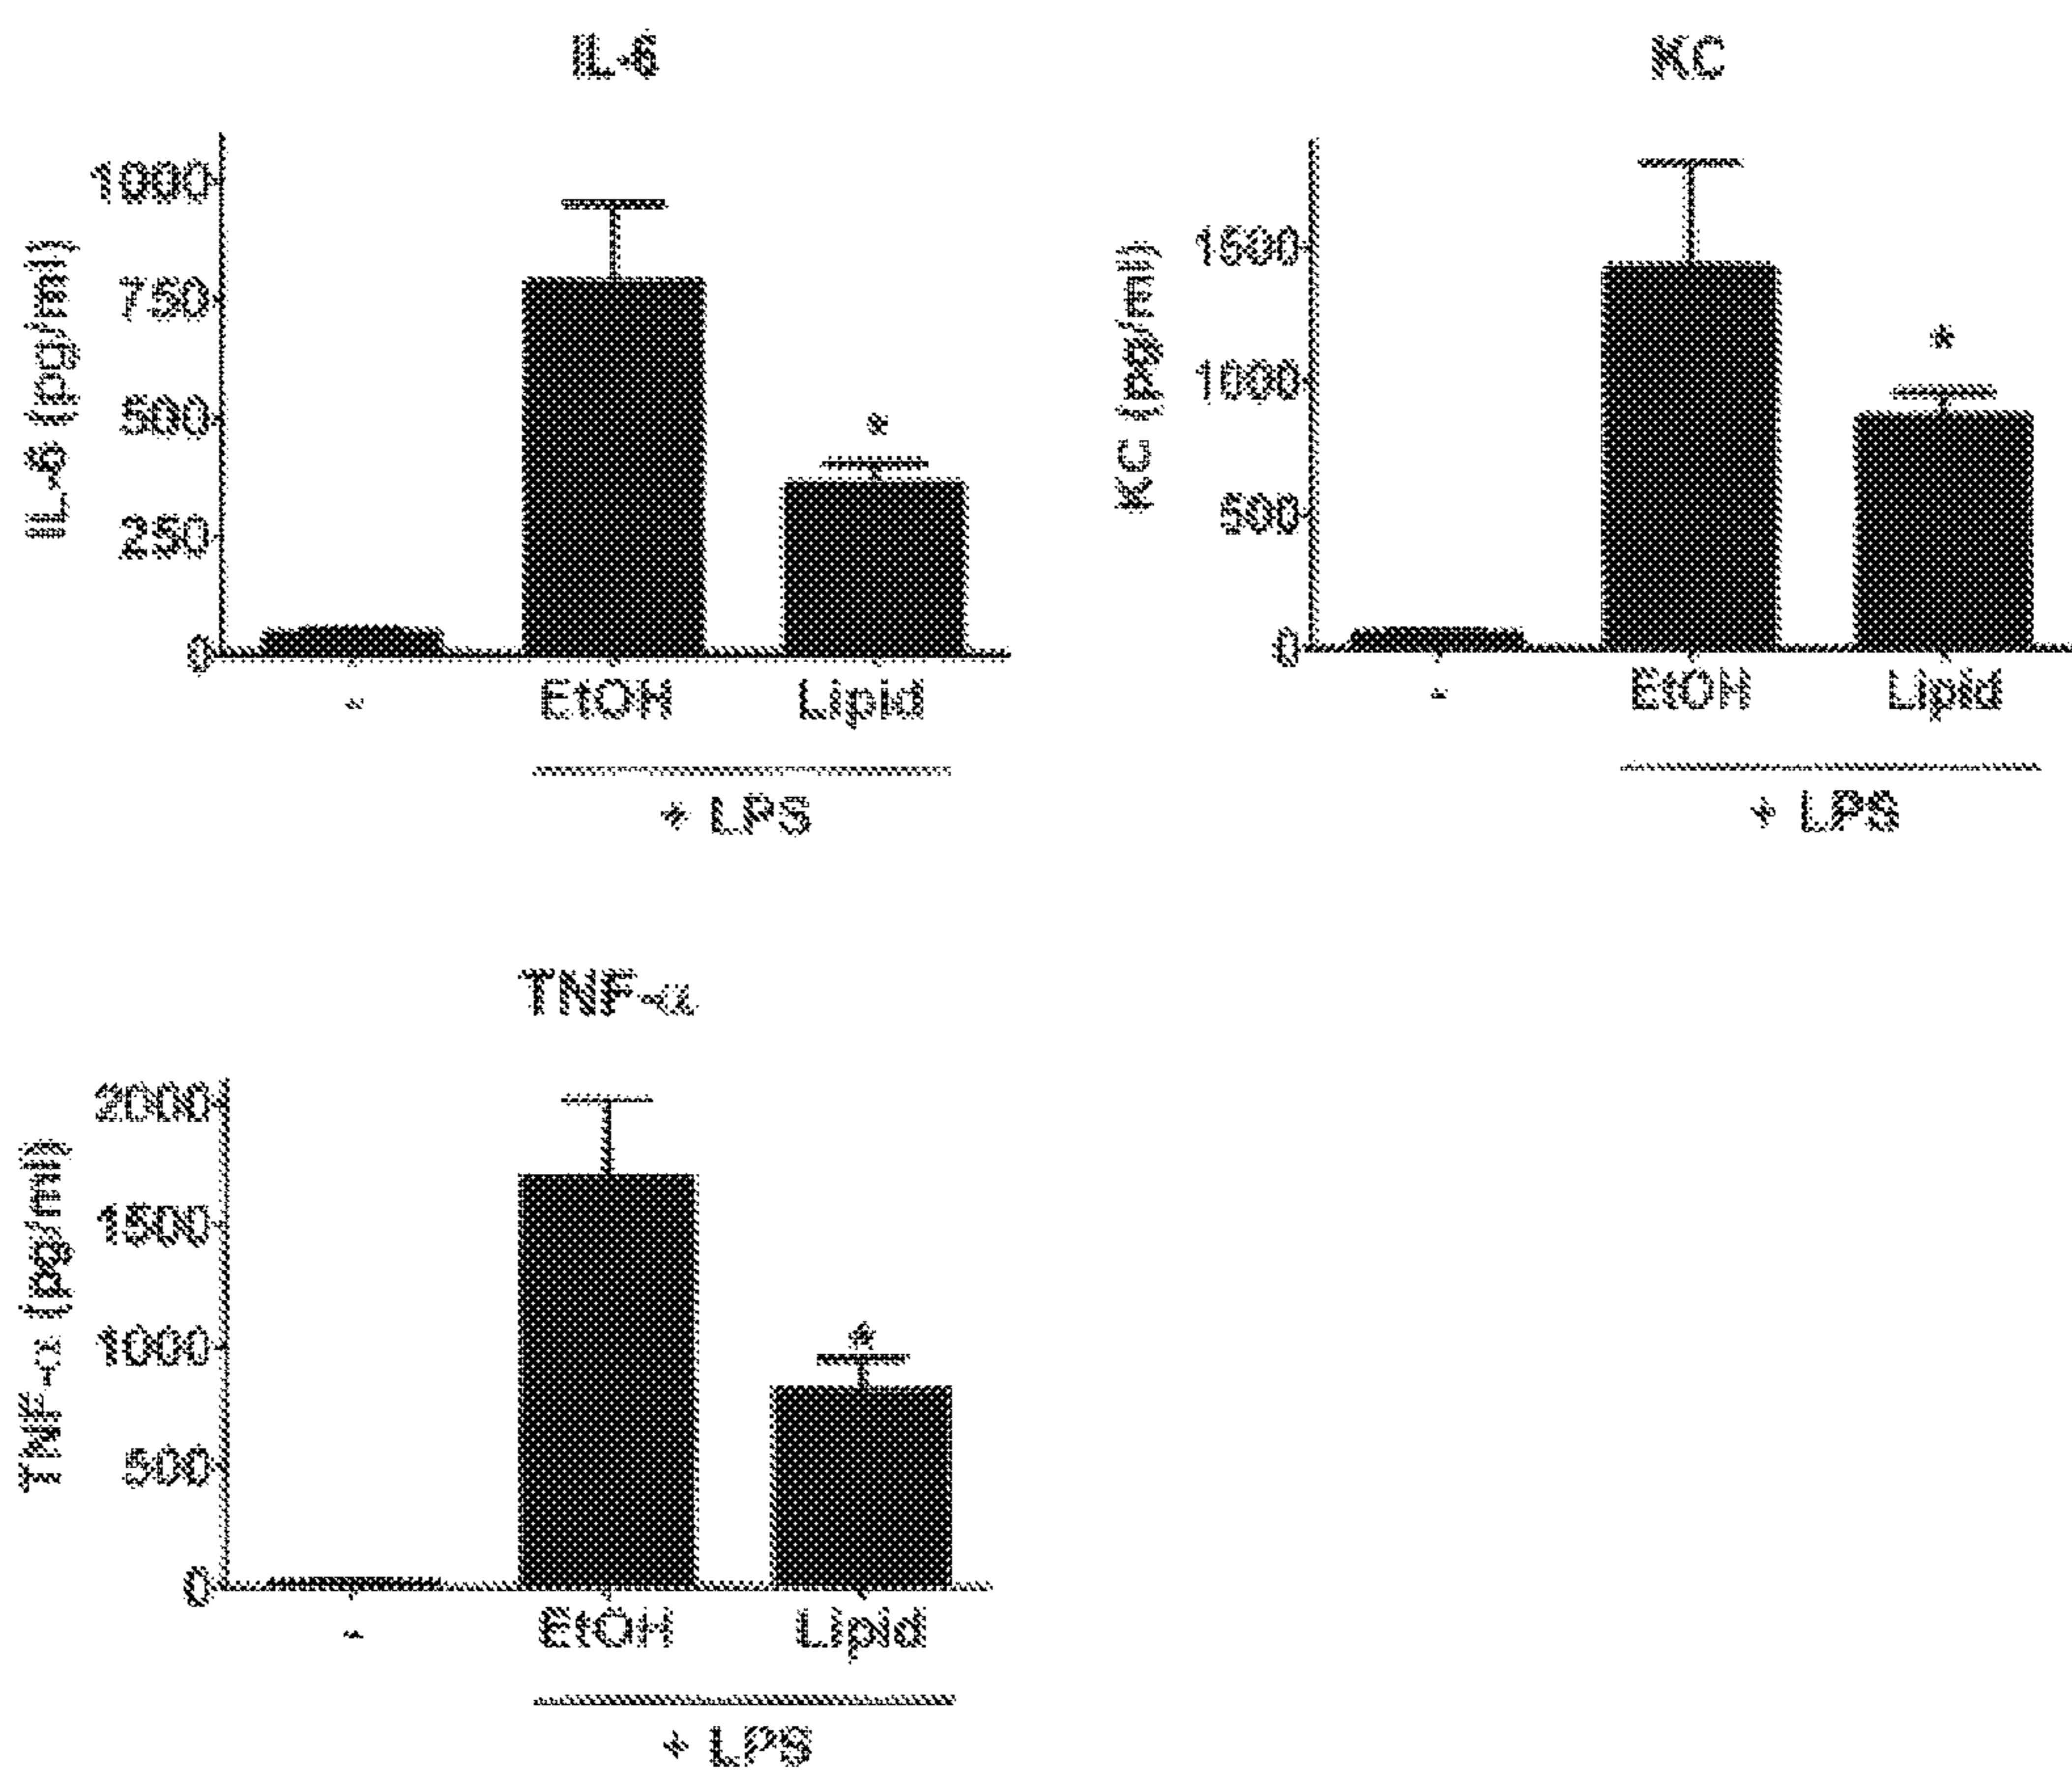 IL-6
IL-6 (pg/ml)
1000
750
500
250
0
*
- EtOH Lipid
+ LPS
KC
KC (pg/ml)
1500
1000
500
0
*
- EtOH Lipid
+ LPS
TNF-α
TNF-α (pg/ml)
2000
1500
1000
500
0
*
- EtOH Lipid
+ LPS